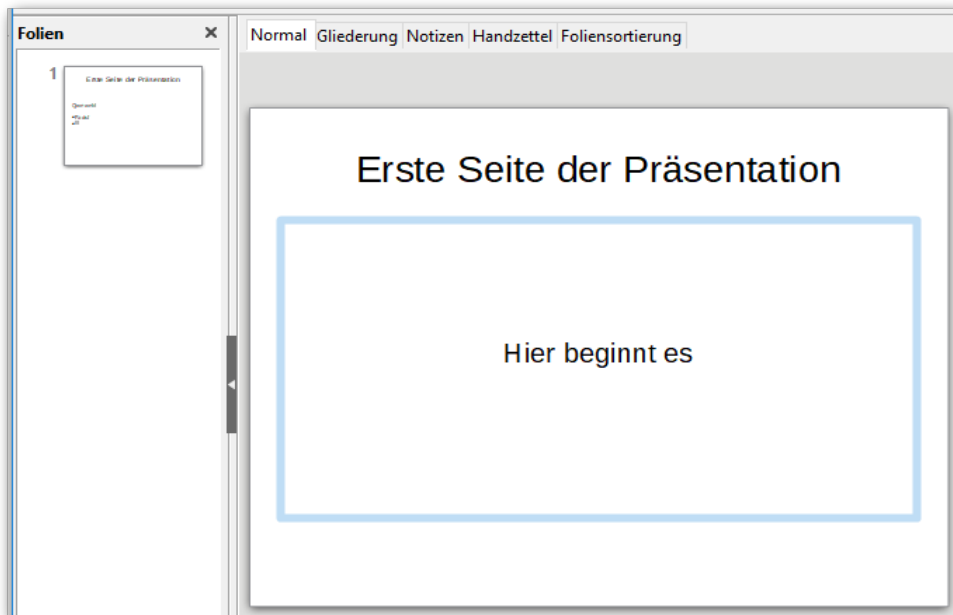 Folien
Normal Gliederung Notizen Handzettel Foliensortierung
1
Erste Seite der Präsentation
Erste Seite der Präsentation
Hier beginnt es